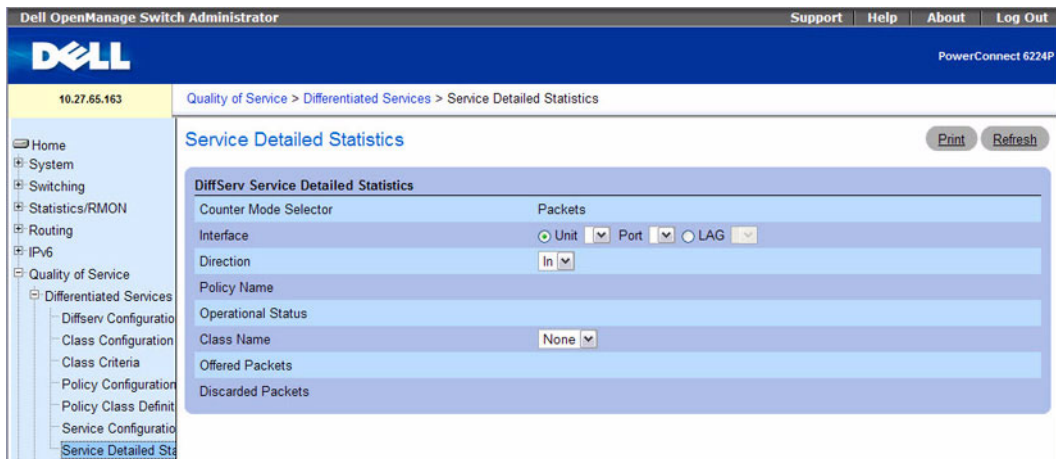 Dell OpenManage Switch Administrator
Support Help About Log Out
DELL
PowerConnect 6224P
10.27.65.163
Quality of Service > Differentiated Services > Service Detailed Statistics
Home
System
Switching
Statistics/RMON
Routing
IPv6
Quality of Service
Differentiated Services
Diffserv Configuratio
Class Configuration
Class Criteria
Policy Configuration
Policy Class Definit
Service Configuratio
Service Detailed Sta
Service Detailed Statistics
Print Refresh
DiffServ Service Detailed Statistics
Counter Mode Selector Packets
Interface Unit Port LAG
Direction In
Policy Name
Operational Status
Class Name None
Offered Packets
Discarded Packets